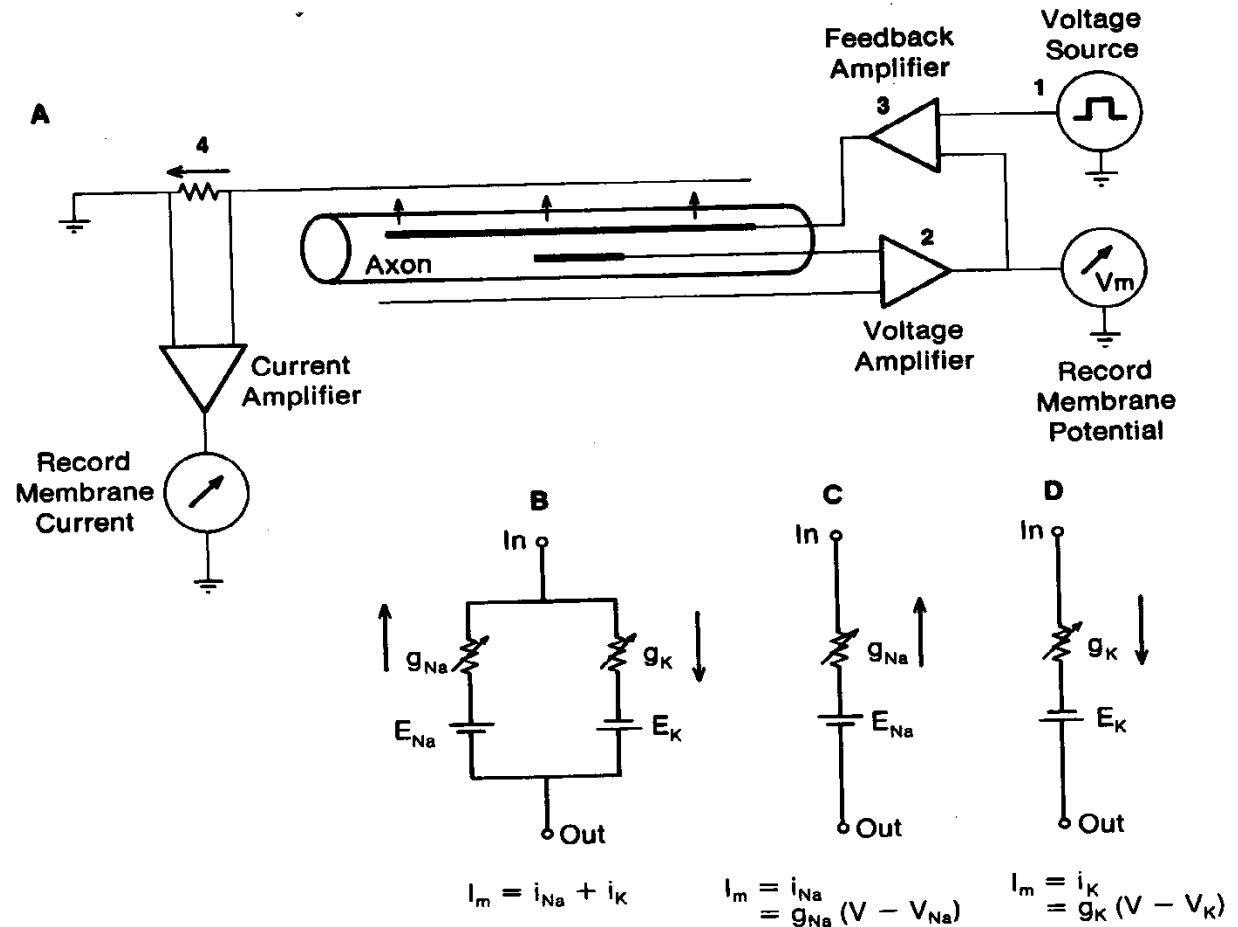 A
4
Feedback
Amplifier
3
Voltage
Source
1
Axon
2
Vm
Voltage
Amplifier
Record
Membrane
Potential
Current
Amplifier
Record
Membrane
Current
B
In
gNa
gK
ENa
EK
Out
Im = iNa + iK
C
In
gNa
ENa
Out
Im = iNa
= gNa (V – VNa)
D
In
gK
EK
Out
Im = iK
= gK (V – VK)